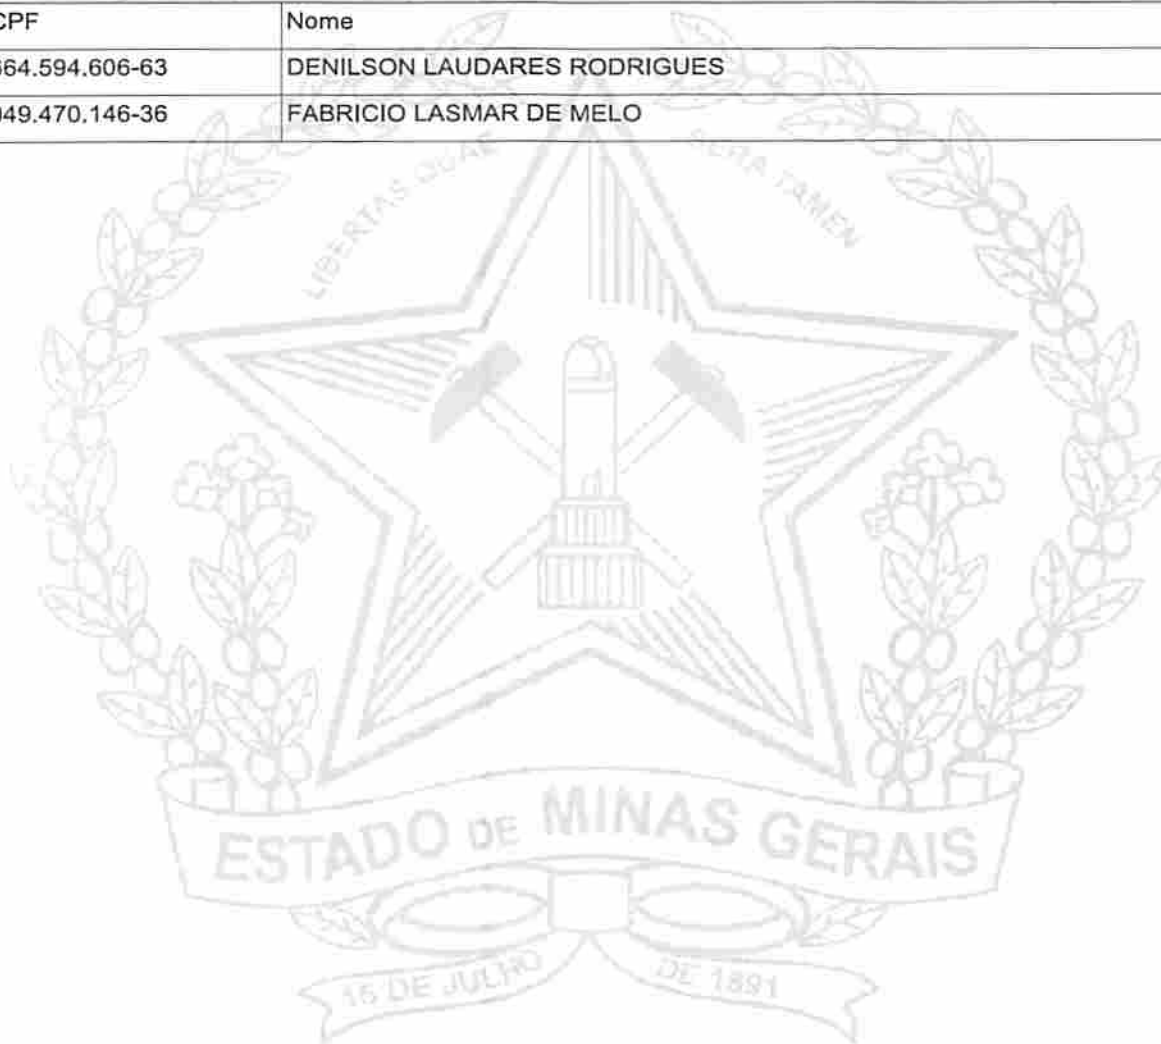 CPF Nome
664.594.606-63 DENILSON LAUDARES RODRIGUES
049.470.146-36 FABRICIO LASMAR DE MELO
LIBERTAS QUAE SERA TAMEN
ESTADO DE MINAS GERAIS
15 DE JULHO DE 1891